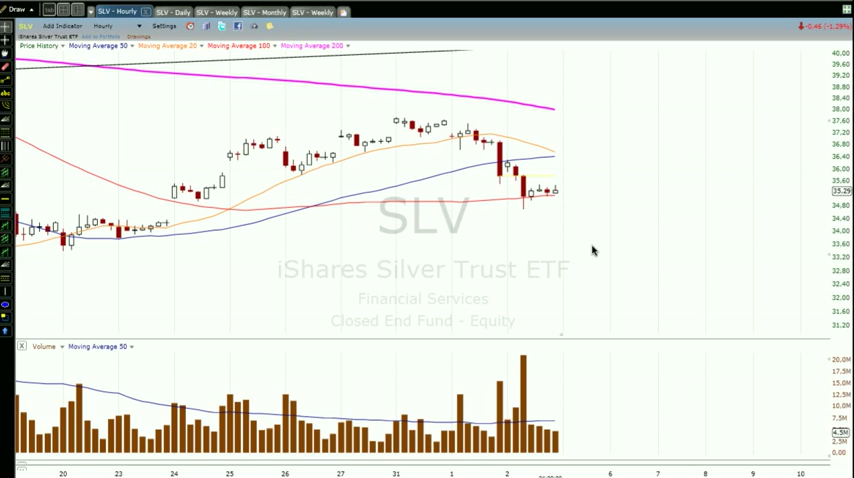 Draw
SLV - Hourly SLV - Daily SLV - Weekly SLV - Monthly SLV - Weekly
SLV Add Indicator Hourly Settings -0.46 (-1.29%)
iShares Silver Trust ETF Add to Portfolio Drawings
Price History Moving Average 50 Moving Average 20 Moving Average 100 Moving Average 200
40.00
39.60
39.20
38.80
38.40
38.00
37.60
37.20
36.80
36.40
36.00
35.60
35.29
34.80
34.40
34.00
33.60
33.20
32.80
32.40
32.00
31.60
31.20
SLV
iShares Silver Trust ETF
Financial Services
Closed End Fund - Equity
X Volume Moving Average 50
20.0M
17.5M
15.0M
12.5M
10.0M
7.5M
4.5M
2.5M
0.00
20 23 24 25 26 27 31 1 2 6 7 8 9 10